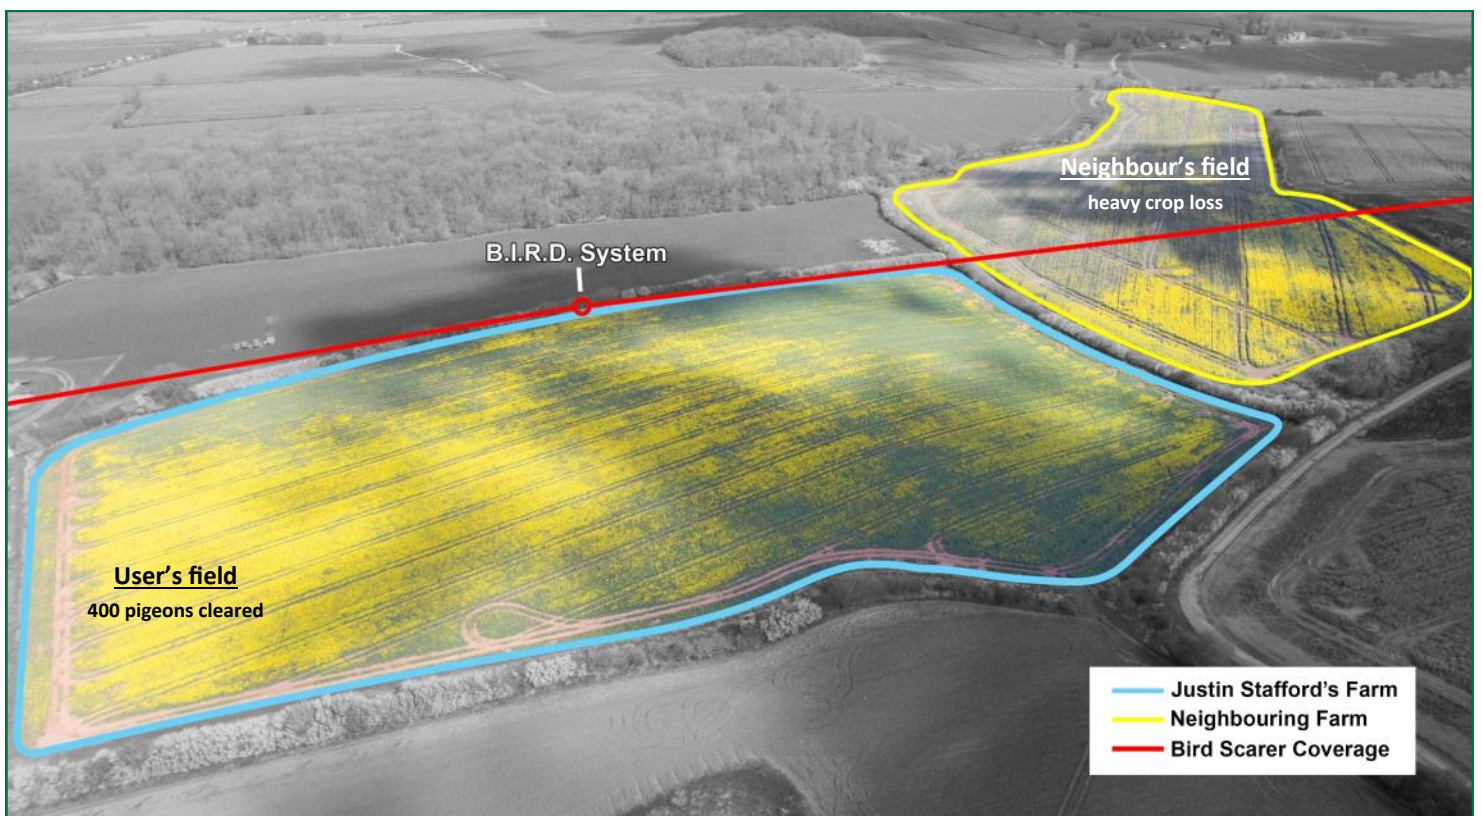 Neighbour's field
heavy crop loss
B.I.R.D. System
User's field
400 pigeons cleared
Justin Stafford's Farm
Neighbouring Farm
Bird Scarer Coverage